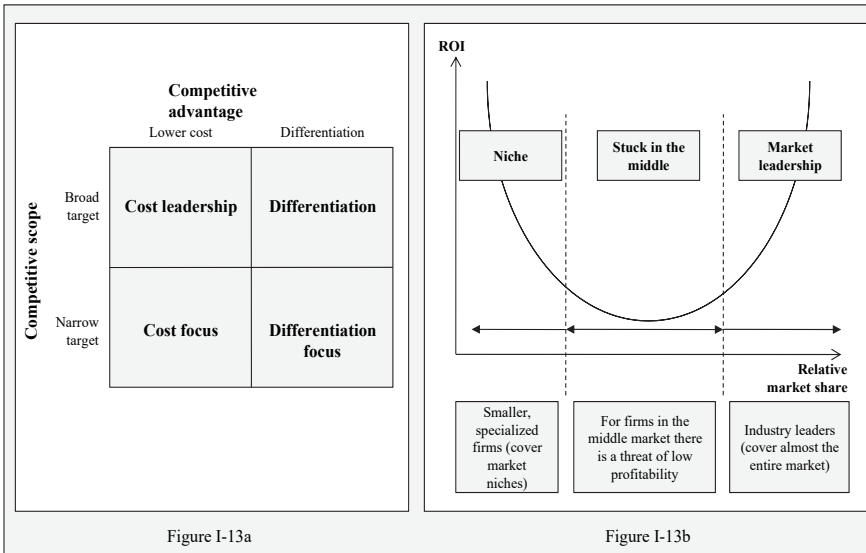 Competitive
advantage
Lower cost
Differentiation
Competitive scope
Broad
target
Cost leadership
Differentiation
Narrow
target
Cost focus
Differentiation
focus
Figure I-13a
ROI
Niche
Stuck in the
middle
Market
leadership
Relative
market share
Smaller,
specialized
firms (cover
market
niches)
For firms in the
middle market there
is a threat of low
profitability
Industry leaders
(cover almost the
entire market)
Figure I-13b